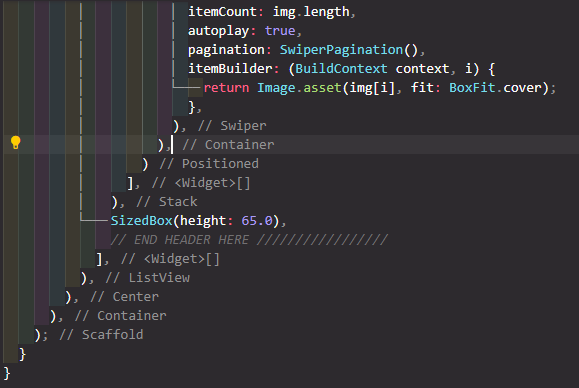 itemCount: img.length,
autoplay: true,
pagination: SwiperPagination(),
itemBuilder: (BuildContext context, i) {
return Image.asset(img[i], fit: BoxFit.cover);
},
), // Swiper
), // Container
) // Positioned
], // <Widget>[]
), // Stack
SizedBox(height: 65.0),
// END HEADER HERE /////////////////
], // <Widget>[]
), // ListView
), // Center
), // Container
); // Scaffold
}
}